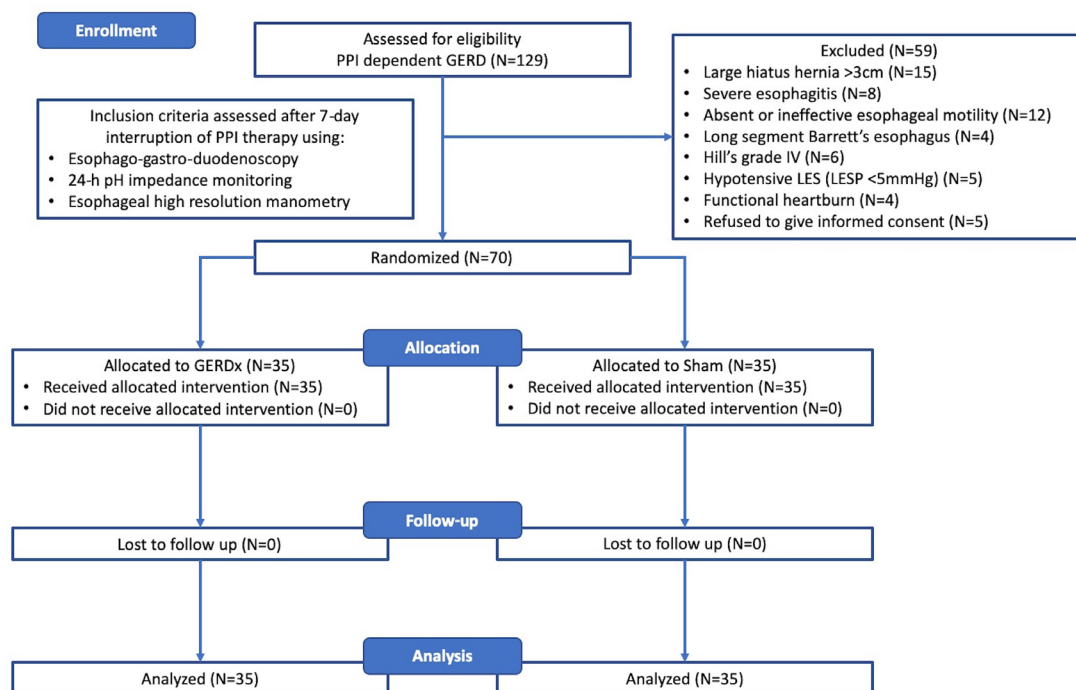 Enrollment
Assessed for eligibility
PPI dependent GERD (N=129)
Excluded (N=59)
• Large hiatus hernia >3cm (N=15)
• Severe esophagitis (N=8)
• Absent or ineffective esophageal motility (N=12)
• Long segment Barrett's esophagus (N=4)
• Hill's grade IV (N=6)
• Hypotensive LES (LESP <5mmHg) (N=5)
• Functional heartburn (N=4)
• Refused to give informed consent (N=5)
Inclusion criteria assessed after 7-day
interruption of PPI therapy using:
• Esophago-gastro-duodenoscopy
• 24-h pH impedance monitoring
• Esophageal high resolution manometry
Randomized (N=70)
Allocation
Allocated to GERDx (N=35)
• Received allocated intervention (N=35)
• Did not receive allocated intervention (N=0)
Allocated to Sham (N=35)
• Received allocated intervention (N=35)
• Did not receive allocated intervention (N=0)
Follow-up
Lost to follow up (N=0)
Lost to follow up (N=0)
Analysis
Analyzed (N=35)
Analyzed (N=35)